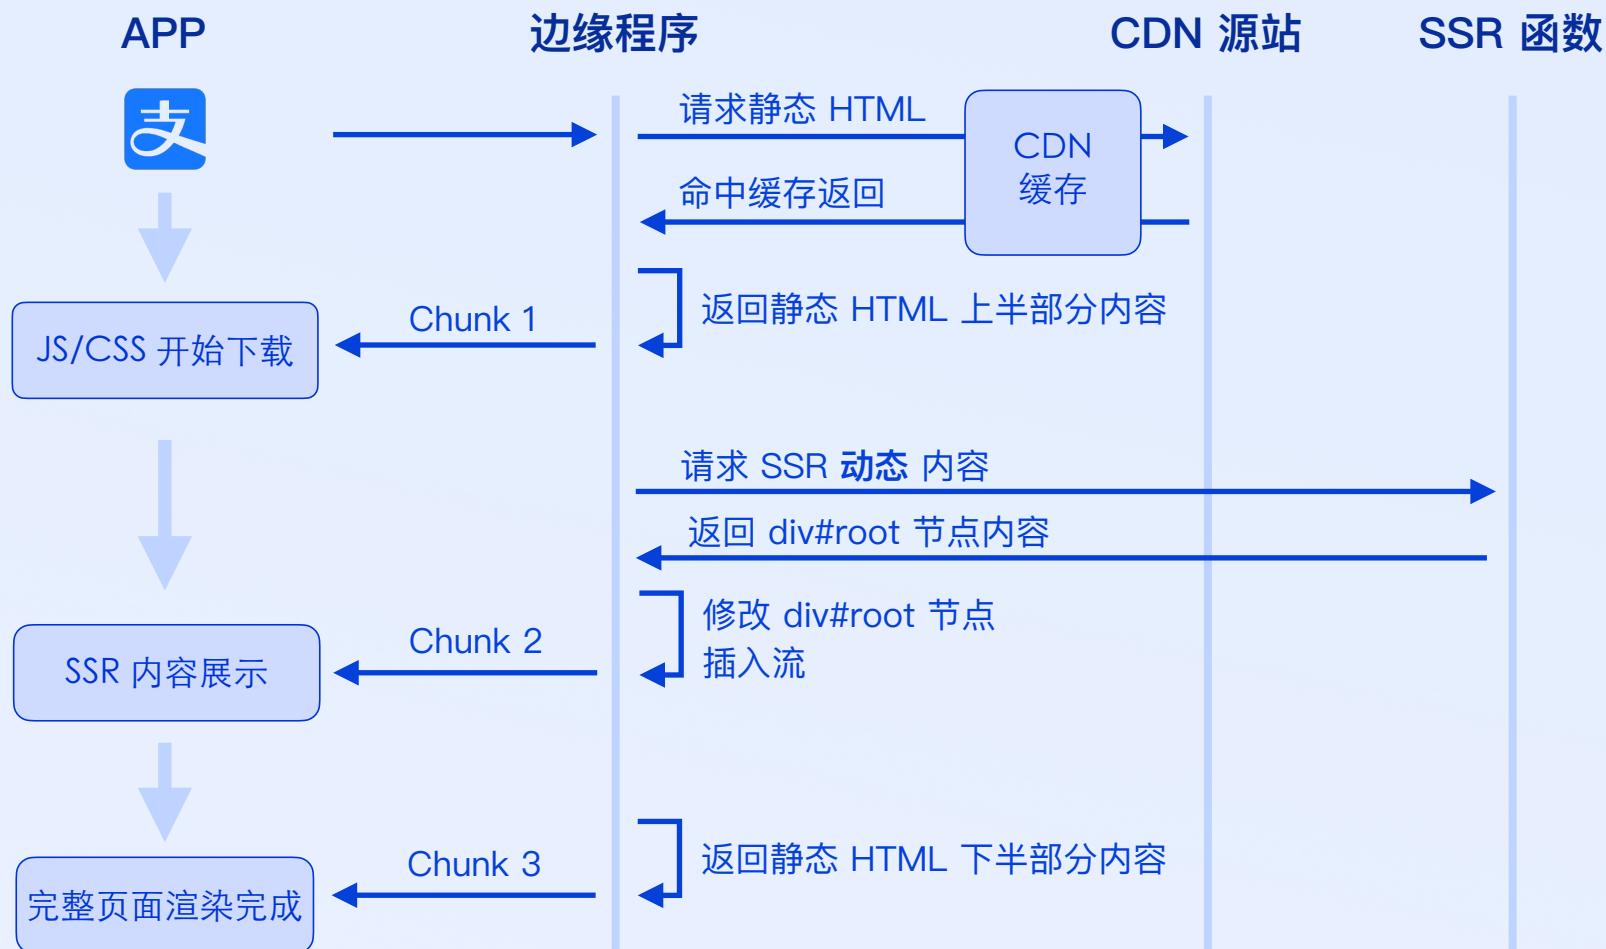 APP
边缘程序
CDN 源站
SSR 函数
支
请求静态 HTML
CDN
缓存
命中缓存返回
Chunk 1
返回静态 HTML 上半部分内容
JS/CSS 开始下载
请求 SSR 动态 内容
返回 div#root 节点内容
修改 div#root 节点
插入流
Chunk 2
SSR 内容展示
Chunk 3
返回静态 HTML 下半部分内容
完整页面渲染完成